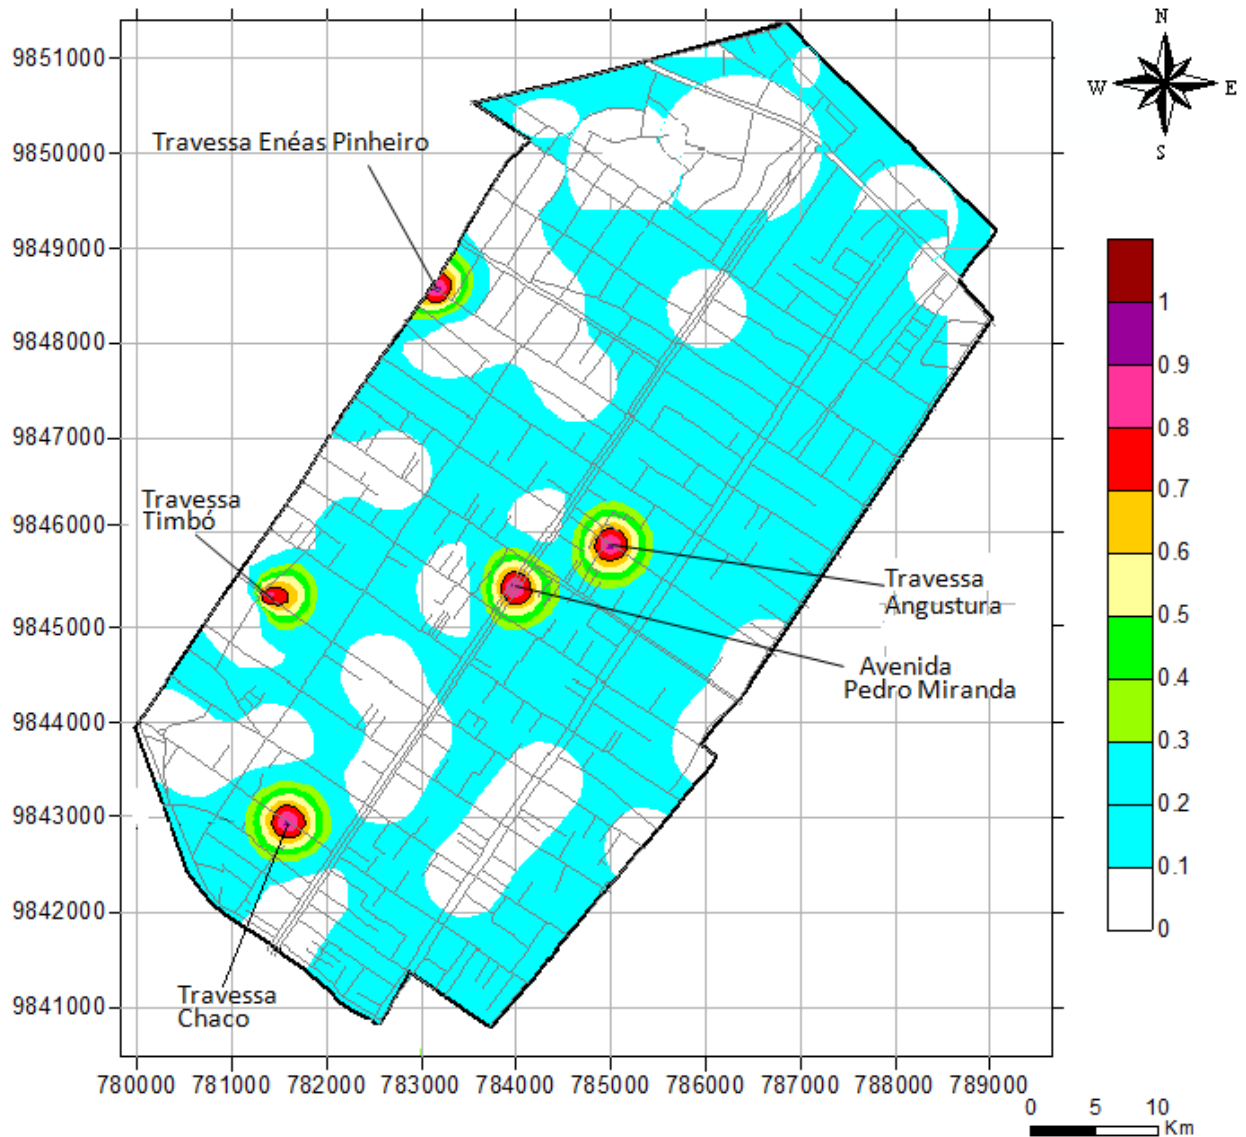 N
W E
S
9851000
9850000
9849000
9848000
9847000
9846000
9845000
9844000
9843000
9842000
9841000
Travessa Enéas Pinheiro
Travessa
Timbó
Travessa
Angustura
Avenida
Pedro Miranda
Travessa
Chaco
1
0.9
0.8
0.7
0.6
0.5
0.4
0.3
0.2
0.1
0
780000 781000 782000 783000 784000 785000 786000 787000 788000 789000
0 5 10
Km